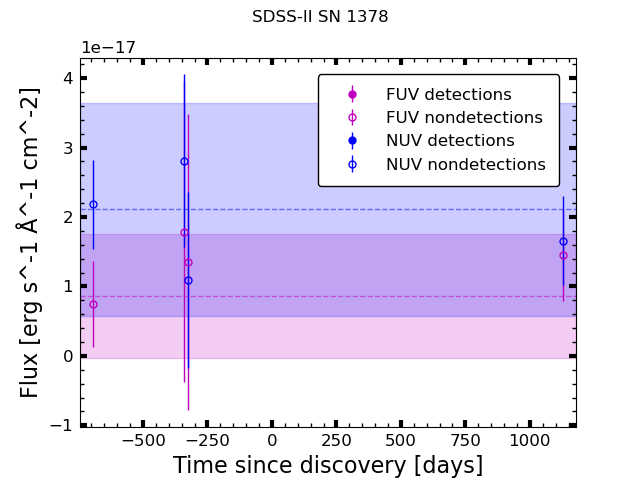 SDSS-II SN 1378
1e−17
FUV detections
FUV nondetections
NUV detections
NUV nondetections
4
3
2
1
0
−1
Flux [erg s^-1 Å^-1 cm^-2]
−500 −250 0 250 500 750 1000
Time since discovery [days]